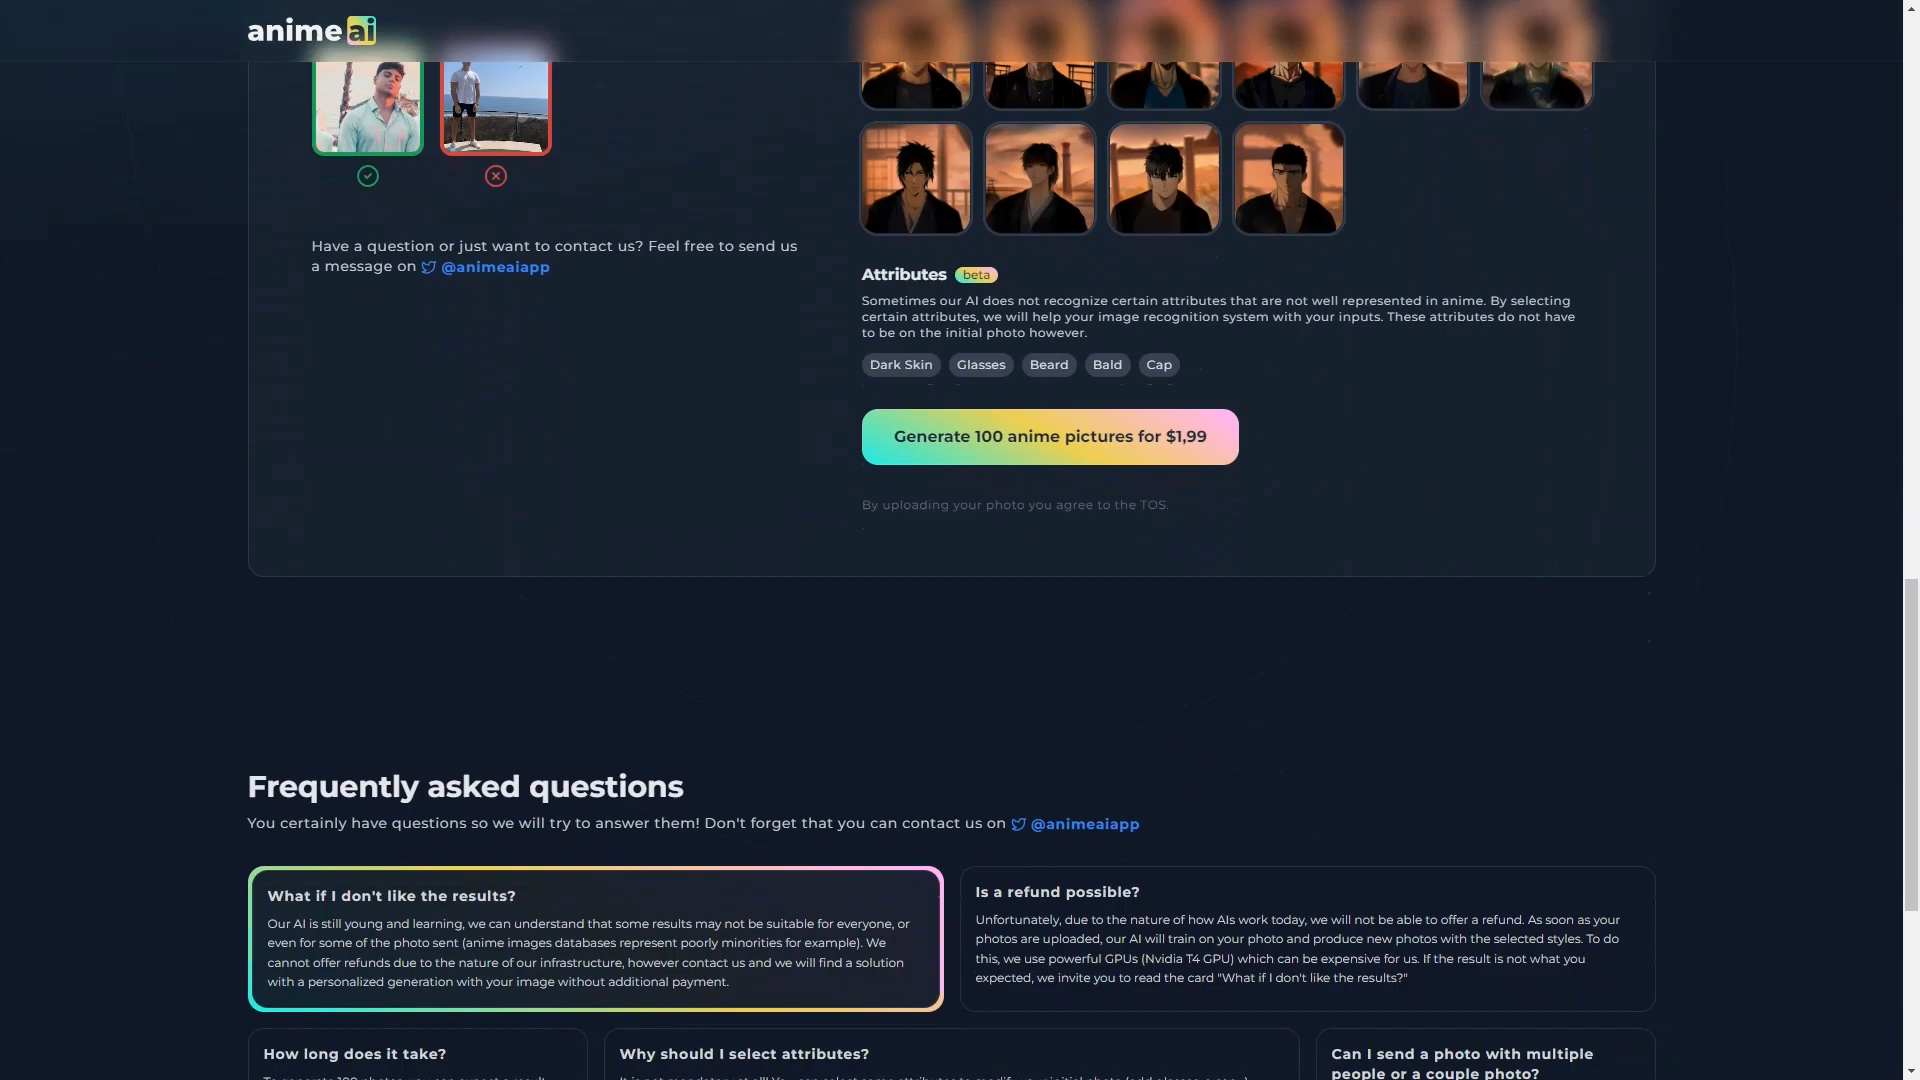 anime ai
Have a question or just want to contact us? Feel free to send us
a message on @animeaiapp
Attributes beta
Sometimes our AI does not recognize certain attributes that are not well represented in anime. By selecting
certain attributes, we will help your image recognition system with your inputs. These attributes do not have
to be on the initial photo however.
Dark Skin Glasses Beard Bald Cap
Generate 100 anime pictures for $1,99
By uploading your photo you agree to the TOS.
Frequently asked questions
You certainly have questions so we will try to answer them! Don't forget that you can contact us on @animeaiapp
What if I don't like the results?
Our AI is still young and learning, we can understand that some results may not be suitable for everyone, or
even for some of the photo sent (anime images databases represent poorly minorities for example). We
cannot offer refunds due to the nature of our infrastructure, however contact us and we will find a solution
with a personalized generation with your image without additional payment.
Is a refund possible?
Unfortunately, due to the nature of how AIs work today, we will not be able to offer a refund. As soon as your
photos are uploaded, our AI will train on your photo and produce new photos with the selected styles. To do
this, we use powerful GPUs (Nvidia T4 GPU) which can be expensive for us. If the result is not what you
expected, we invite you to read the card "What if I don't like the results?"
How long does it take?
Why should I select attributes?
Can I send a photo with multiple
people or a couple photo?